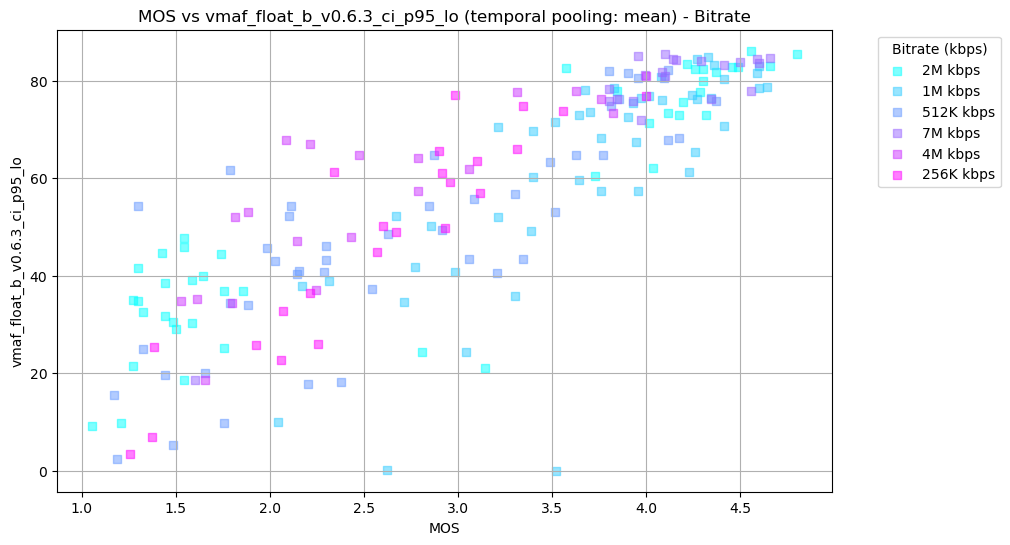 MOS vs vmaf_float_b_v0.6.3_ci_p95_lo (temporal pooling: mean) - Bitrate
Bitrate (kbps)
2M kbps
1M kbps
512K kbps
7M kbps
4M kbps
256K kbps
vmaf_float_b_v0.6.3_ci_p95_lo
80
60
40
20
0
1.0 1.5 2.0 2.5 3.0 3.5 4.0 4.5
MOS